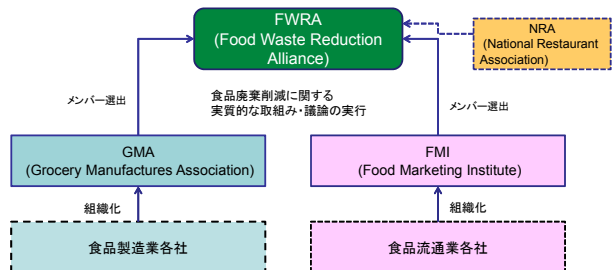 FWRA
(Food Waste Reduction
Alliance)
NRA
(National Restaurant
Association)
メンバー選出
食品廃棄削減に関する
実質的な取組み・議論の実行
メンバー選出
GMA
(Grocery Manufactures Association)
FMI
(Food Marketing Institute)
組織化
組織化
食品製造業各社
食品流通業各社